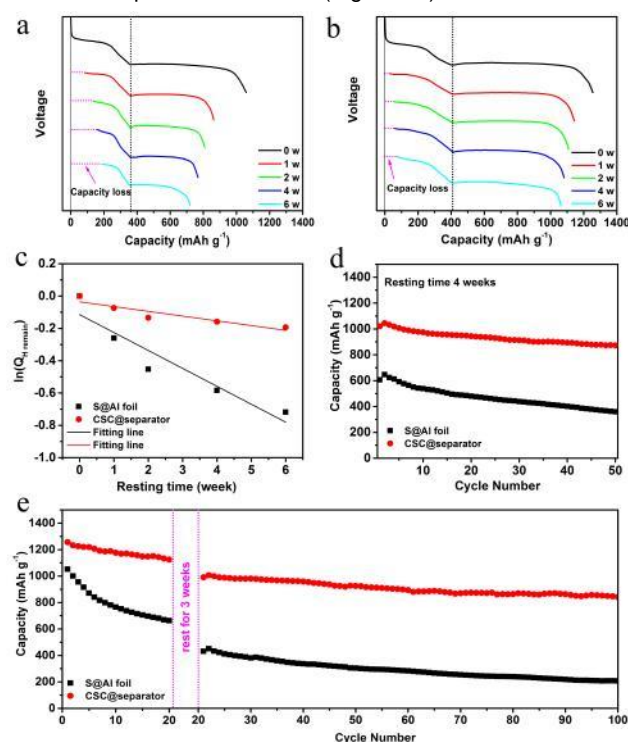 a
Voltage
Capacity loss
0 w
1 w
2 w
4 w
6 w
0 200 400 600 800 1000 1200 1400
Capacity (mAh g⁻¹)
b
Voltage
Capacity loss
0 w
1 w
2 w
4 w
6 w
0 200 400 600 800 1000 1200 1400
Capacity (mAh g⁻¹)
c
ln(Q_H remain)
0.2
0.0
-0.2
-0.4
-0.6
-0.8
-1.0
S@Al foil
CSC@separator
Fitting line
Fitting line
0 1 2 3 4 5 6
Resting time (week)
d
Resting time 4 weeks
Capacity (mAh g⁻¹)
1400
1200
1000
800
600
400
200
0
S@Al foil
CSC@separator
0 10 20 30 40 50
Cycle Number
e
Capacity (mAh g⁻¹)
1400
1200
1000
800
600
400
200
0
rest for 3 weeks
S@Al foil
CSC@separator
0 10 20 20 30 40 50 60 70 80 90 100
Cycle Number